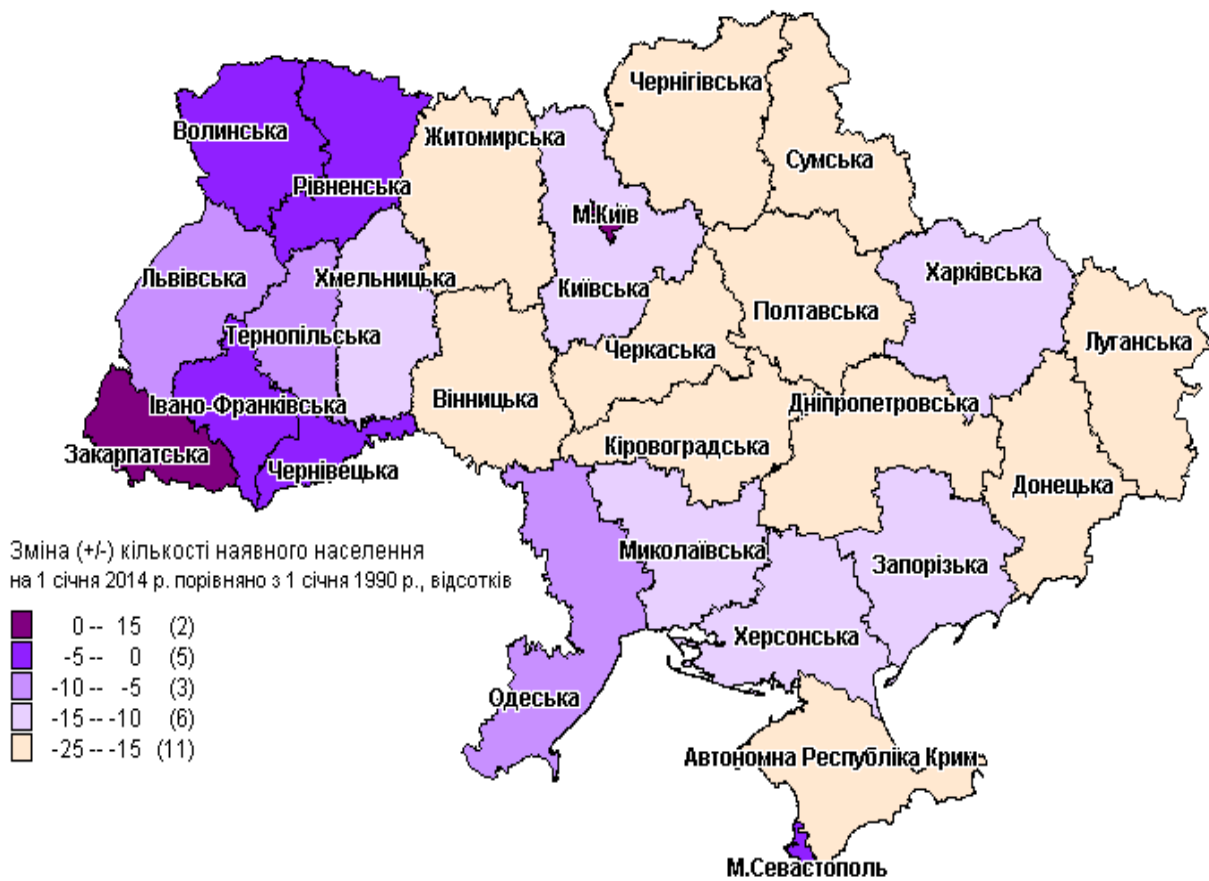 Чернігівська
Волинська
Житомирська
Сумська
Рівненська
М.Київ
Львівська
Хмельницька
Київська
Харківська
Полтавська
Тернопільська
Черкаська
Луганська
Івано-Франківська
Вінницька
Дніпропетровська
Закарпатська
Чернівецька
Кіровоградська
Донецька
Миколаївська
Запорізька
Херсонська
Одеська
Автономна Республіка Крим
М.Севастополь
Зміна (+/-) кількості наявного населення
на 1 січня 2014 р. порівняно з 1 січня 1990 р., відсотків
0 -- 15 (2)
-5 -- 0 (5)
-10 -- -5 (3)
-15 -- -10 (6)
-25 -- -15 (11)